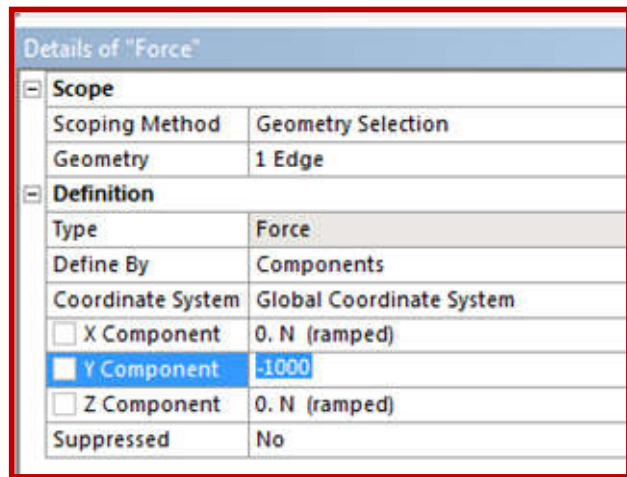 Details of "Force"
Scope
Scoping Method Geometry Selection
Geometry 1 Edge
Definition
Type Force
Define By Components
Coordinate System Global Coordinate System
X Component 0. N (ramped)
Y Component -1000
Z Component 0. N (ramped)
Suppressed No